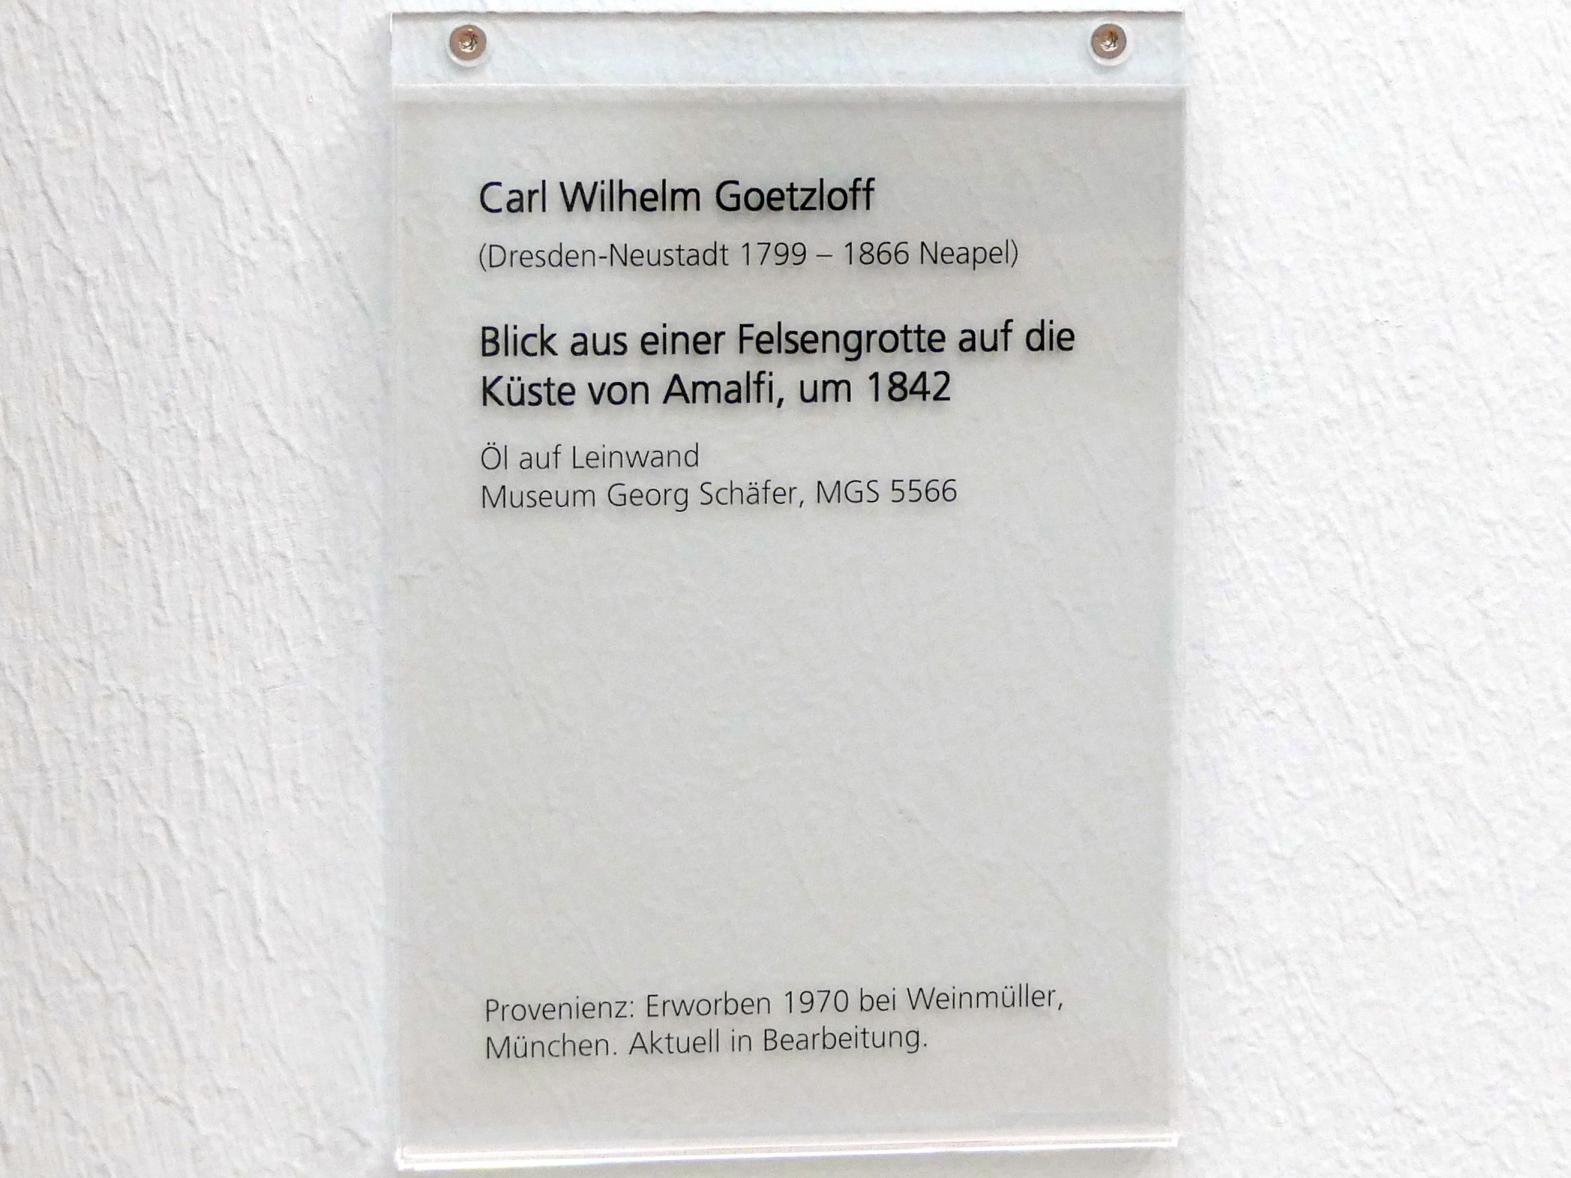 Carl Wilhelm Goetzloff
(Dresden-Neustadt 1799 – 1866 Neapel)
Blick aus einer Felsengrotte auf die
Küste von Amalfi, um 1842
Öl auf Leinwand
Museum Georg Schäfer, MGS 5566
Provenienz: Erworben 1970 bei Weinmüller,
München. Aktuell in Bearbeitung.